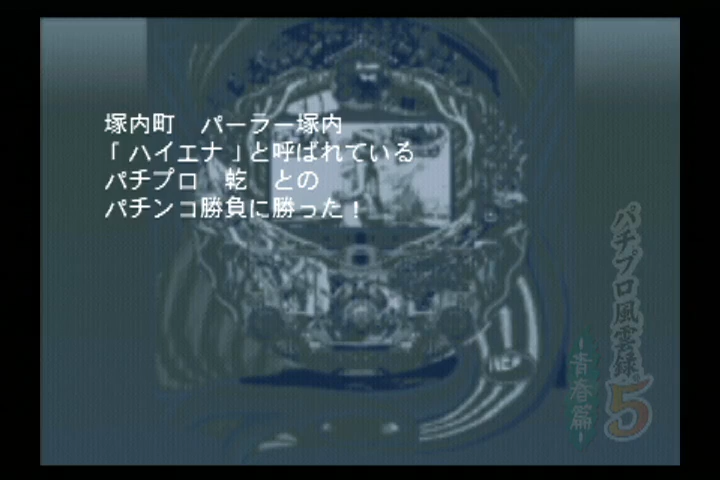 塚内町　パーラー塚内
「ハイエナ」と呼ばれている
パチプロ　乾　との
パチンコ勝負に勝った！
パチプロ風雲録5
-青春篇-